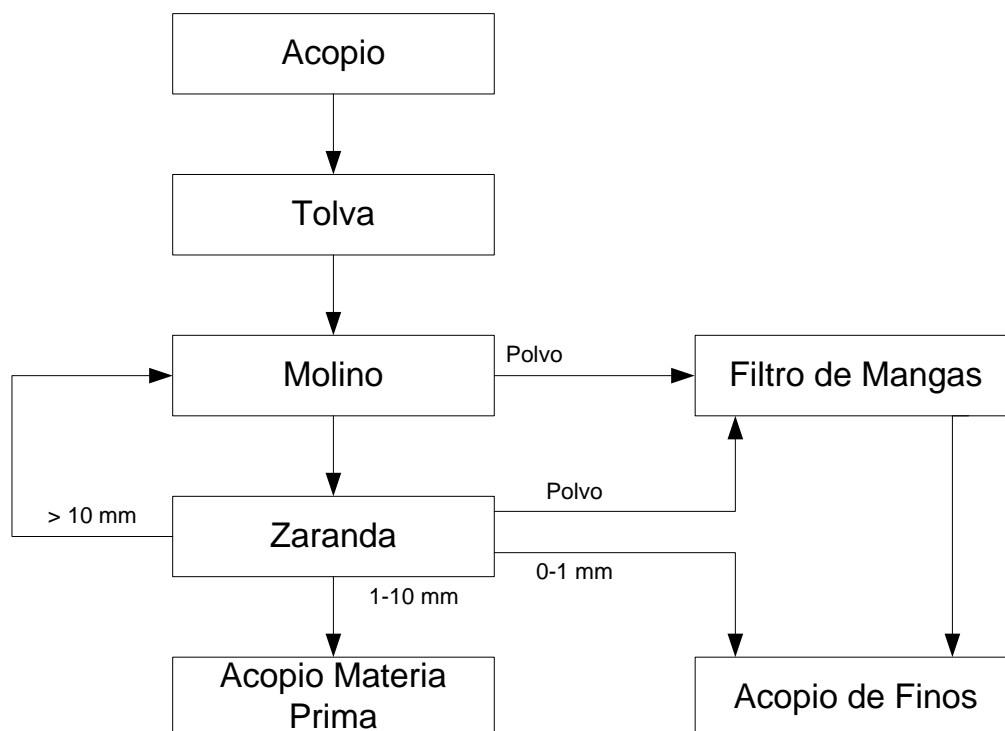 Acopio
Tolva
Molino
Polvo
Filtro de Mangas
> 10 mm
Zaranda
Polvo
0-1 mm
1-10 mm
Acopio Materia
Prima
Acopio de Finos